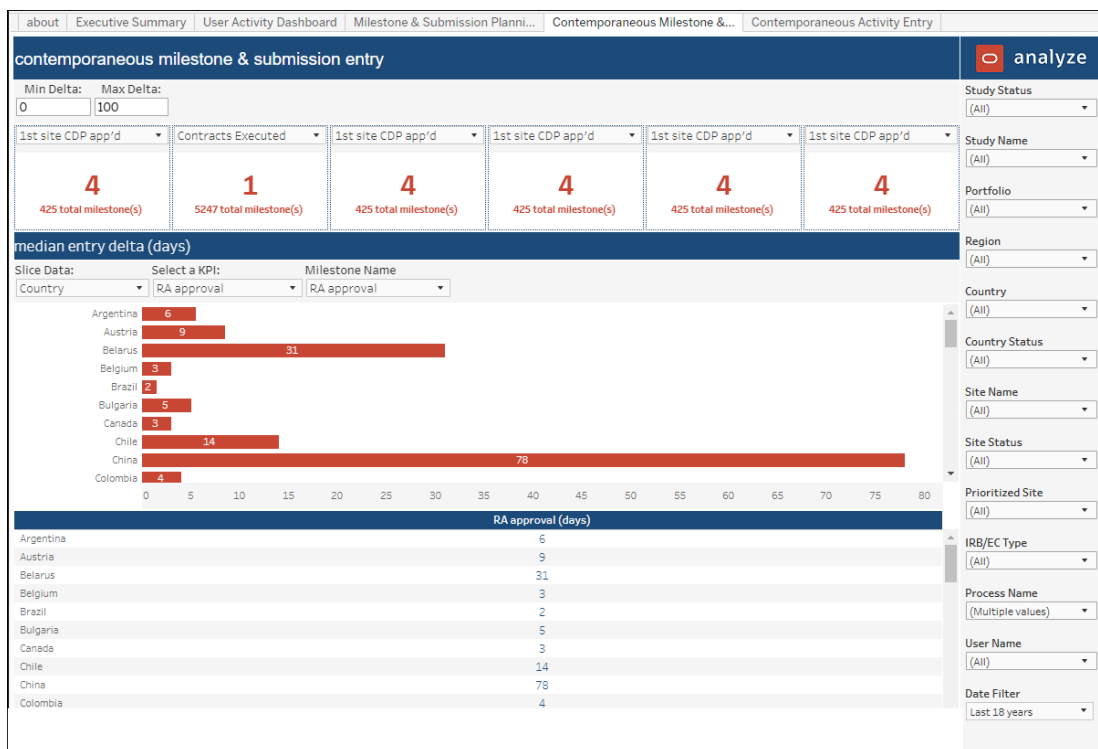 about
Executive Summary
User Activity Dashboard
Milestone & Submission Planni...
Contemporaneous Milestone &...
Contemporaneous Activity Entry
contemporaneous milestone & submission entry
analyze
Min Delta:
Max Delta:
0
100
1st site CDP app'd
Contracts Executed
1st site CDP app'd
1st site CDP app'd
1st site CDP app'd
1st site CDP app'd
4
1
4
4
4
4
425 total milestone(s)
5247 total milestone(s)
425 total milestone(s)
425 total milestone(s)
425 total milestone(s)
425 total milestone(s)
median entry delta (days)
Slice Data:
Select a KPI:
Milestone Name
Country
RA approval
RA approval
Argentina 6
Austria 9
Belarus 31
Belgium 3
Brazil 2
Bulgaria 5
Canada 3
Chile 14
China 78
Colombia 4
0 5 10 15 20 25 30 35 40 45 50 55 60 65 70 75 80
RA approval (days)
Argentina 6
Austria 9
Belarus 31
Belgium 3
Brazil 2
Bulgaria 5
Canada 3
Chile 14
China 78
Colombia 4
Study Status
(All)
Study Name
(All)
Portfolio
(All)
Region
(All)
Country
(All)
Country Status
(All)
Site Name
(All)
Site Status
(All)
Prioritized Site
(All)
IRB/EC Type
(All)
Process Name
(Multiple values)
User Name
(All)
Date Filter
Last 18 years